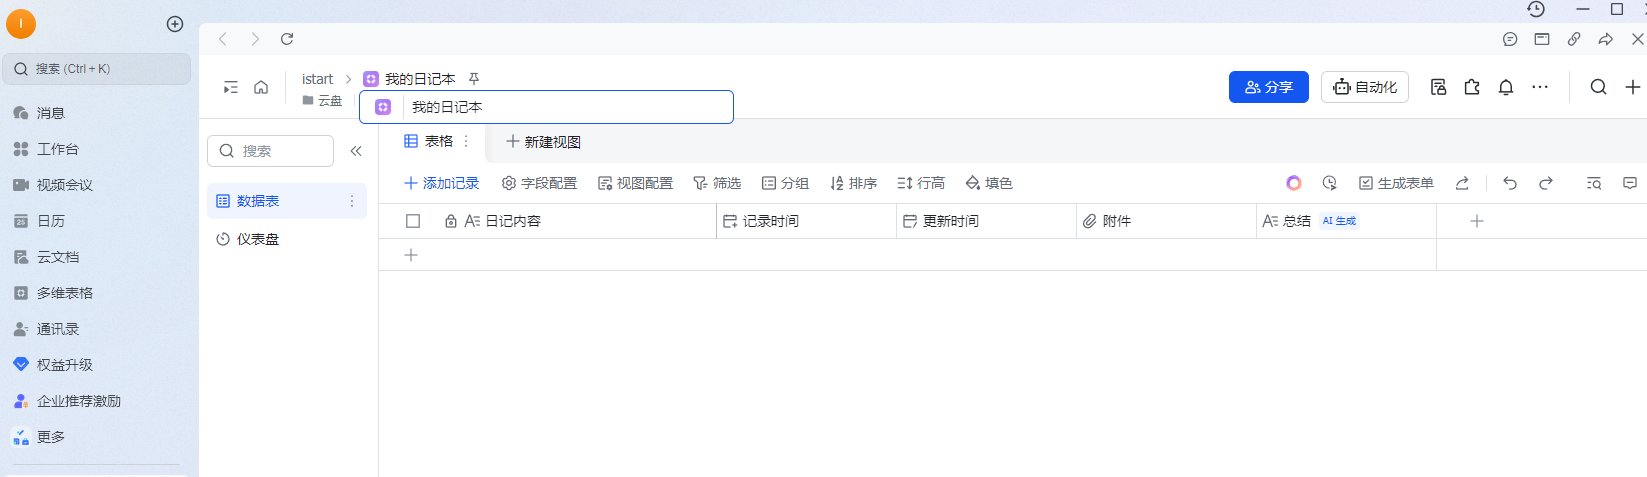 I
搜索 (Ctrl + K)
消息
工作台
视频会议
25
日历
云文档
多维表格
通讯录
权益升级
企业推荐激励
更多
istart
我的日记本
云盘
我的日记本
分享
自动化
搜索
数据表
仪表盘
表格
新建视图
添加记录
字段配置
视图配置
筛选
分组
排序
行高
填色
生成表单
日记内容
记录时间
更新时间
附件
总结
AI 生成